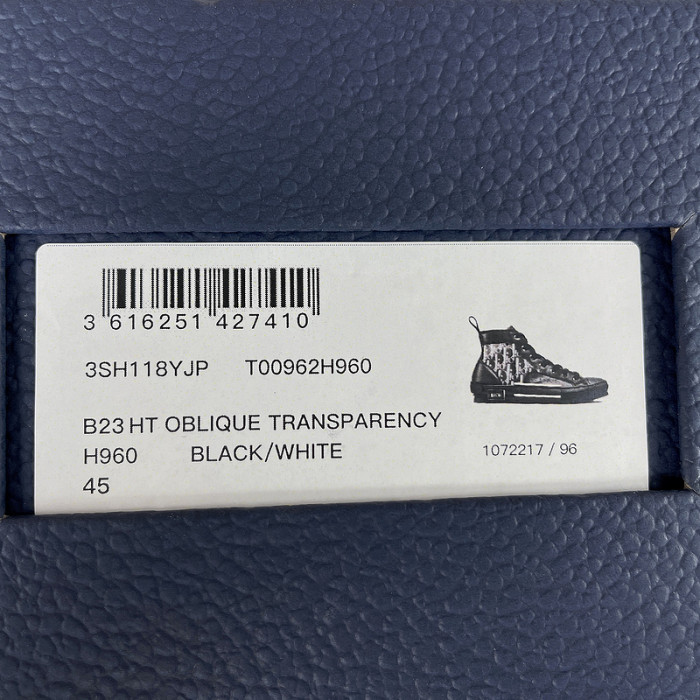 3 616251 427410
3SH118YJP T00962H960
B23 HT OBLIQUE TRANSPARENCY
H960 BLACK/WHITE
45
1072217 / 96